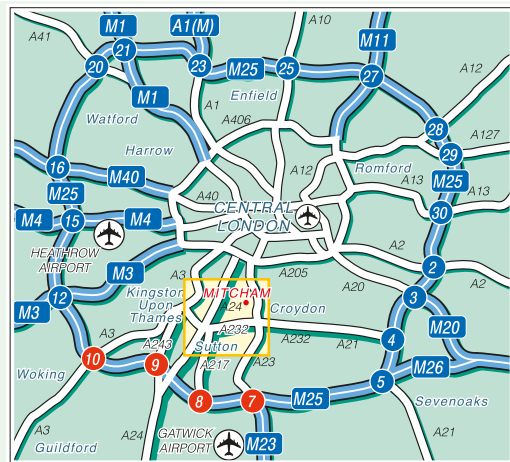 A41
M1
A1(M)
A10
M11
21
20
23
M25
25
27
A12
M1
A1
Enfield
A406
Watford
28
A127
29
Harrow
16
M40
A12
Romford
M25
M25
A40
A13
A13
CENTRAL
LONDON
30
M4
15
M4
HEATHROW
AIRPORT
A2
M3
A3
A205
A20
2
A2
Kingston
Upon
Thames
MITCHAM
A24
Croydon
12
3
M3
A3
A243
A232
A232
A21
4
M20
Sutton
10
9
A217
A23
M26
Woking
5
8
7
M25
Sevenoaks
A3
Guildford
A24
GATWICK
AIRPORT
M23
A21